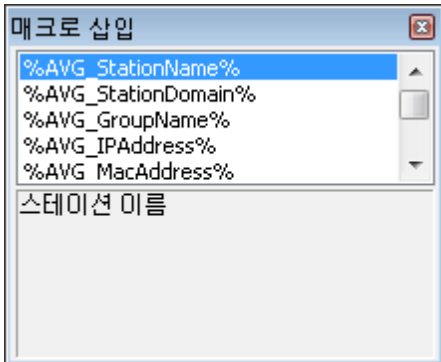 매크로 삽입
%AVG_StationName%
%AVG_StationDomain%
%AVG_GroupName%
%AVG_IPAddress%
%AVG_MacAddress%
스테이션 이름